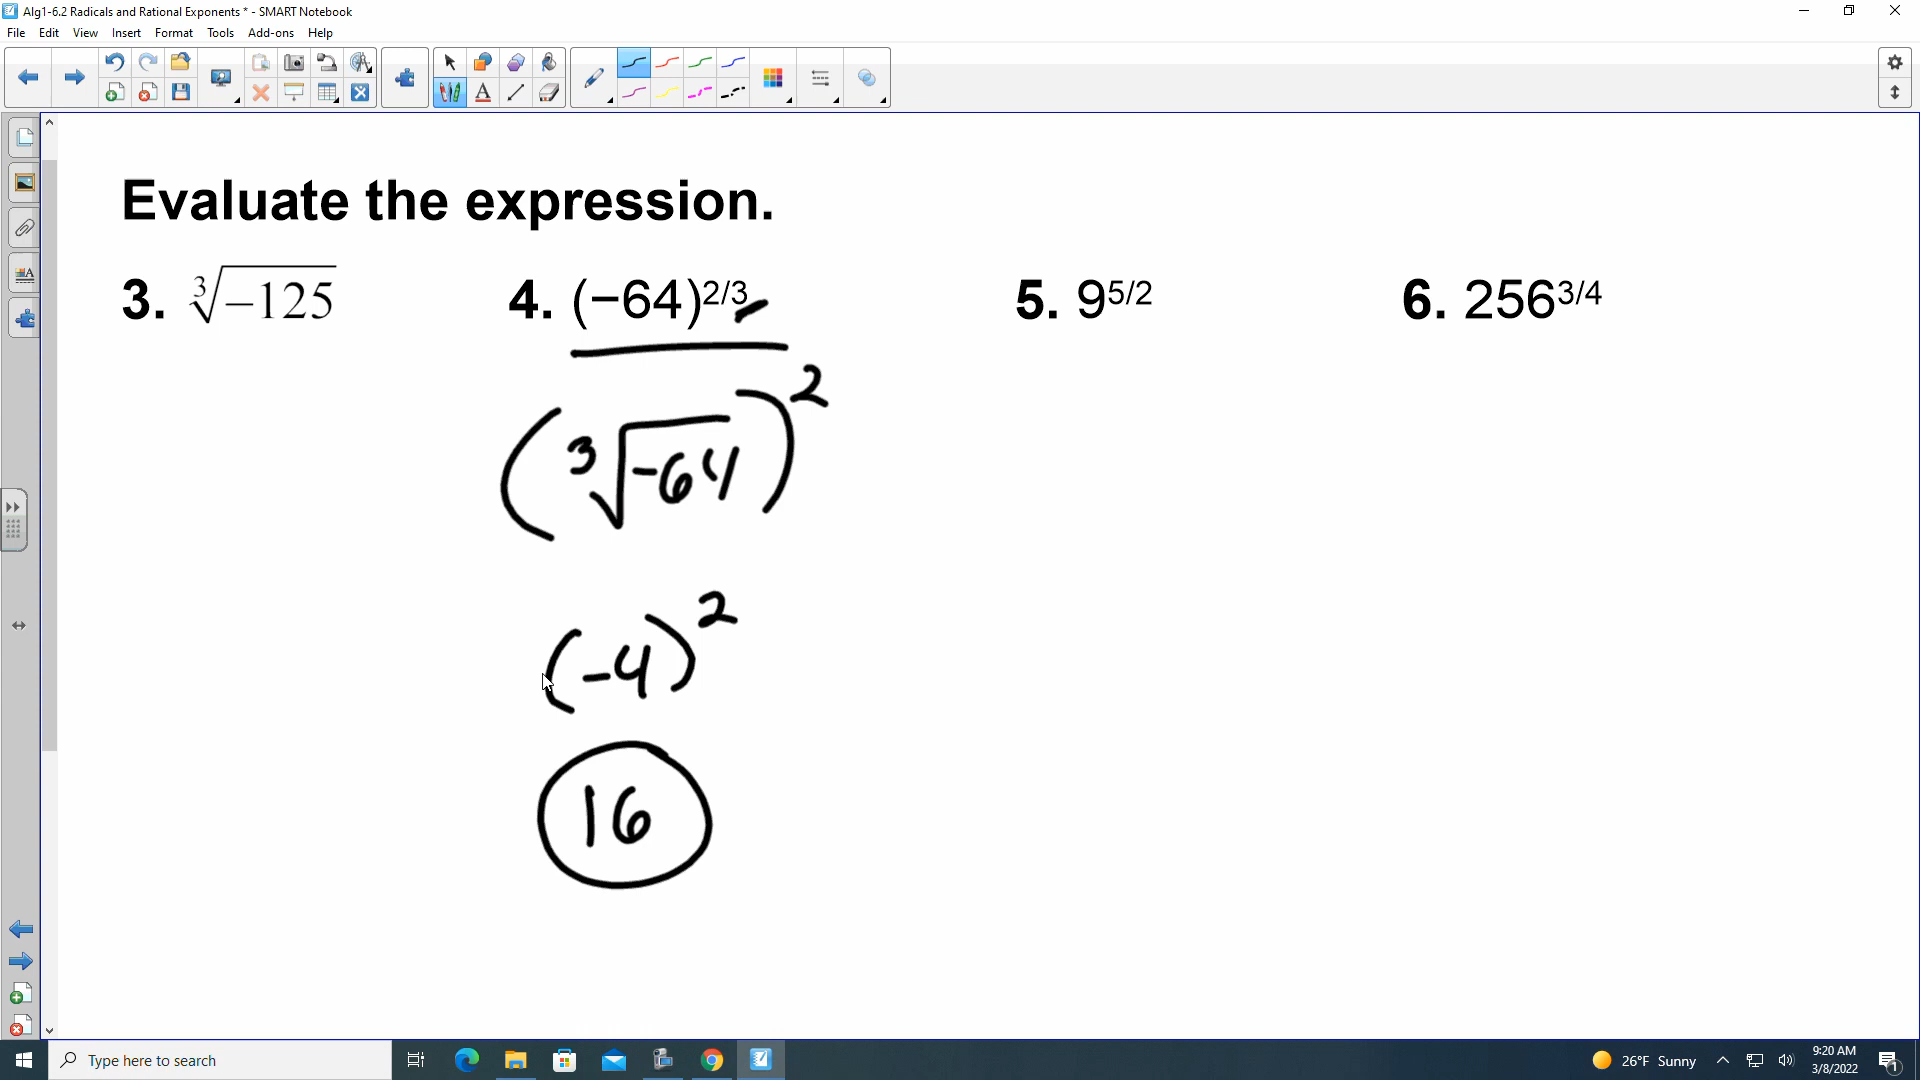 Alg1-6.2 Radicals and Rational Exponents * - SMART Notebook
File Edit View Insert Format Tools Add-ons Help
Evaluate the expression.
3. ∛−125 4. (−64)^2/3 5. 9^5/2 6. 256^3/4
(∛-64)^2
(-4)^2
16
Type here to search
26°F Sunny
9:20 AM
3/8/2022
1